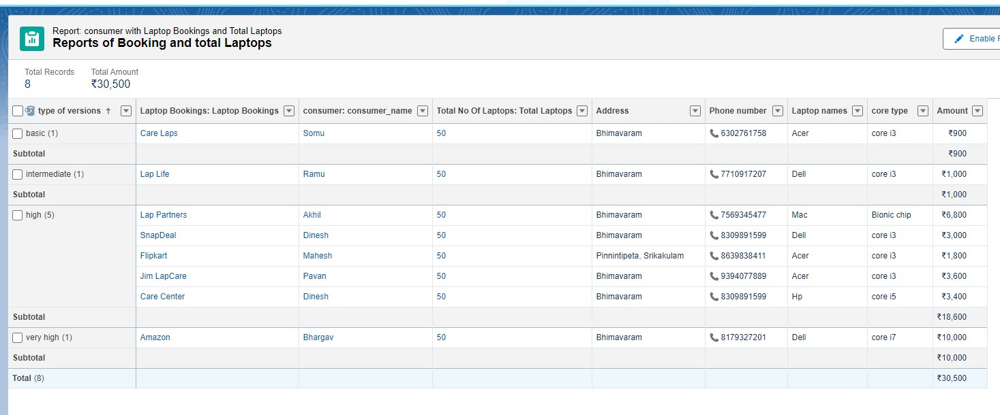 Report: consumer with Laptop Bookings and Total Laptops
Reports of Booking and total Laptops
Enable
Total Records Total Amount
8 ₹30,500
type of versions ↑ Laptop Bookings: Laptop Bookings consumer: consumer_name Total No Of Laptops: Total Laptops Address Phone number Laptop names core type Amount
basic (1) Care Laps Somu 50 Bhimavaram 6302761758 Acer core i3 ₹900
Subtotal ₹900
intermediate (1) Lap Life Ramu 50 Bhimavaram 7710917207 Dell core i3 ₹1,000
Subtotal ₹1,000
high (5) Lap Partners Akhil 50 Bhimavaram 7569345477 Mac Bionic chip ₹6,800
SnapDeal Dinesh 50 Bhimavaram 8309891599 Dell core i3 ₹3,000
Flipkart Mahesh 50 Pinnintipeta, Srikakulam 8639838411 Acer core i3 ₹1,800
Jim LapCare Pavan 50 Bhimavaram 9394077889 Acer core i3 ₹3,600
Care Center Dinesh 50 Bhimavaram 8309891599 Hp core i5 ₹3,400
Subtotal ₹18,600
very high (1) Amazon Bhargav 50 Bhimavaram 8179327201 Dell core i7 ₹10,000
Subtotal ₹10,000
Total (8) ₹30,500